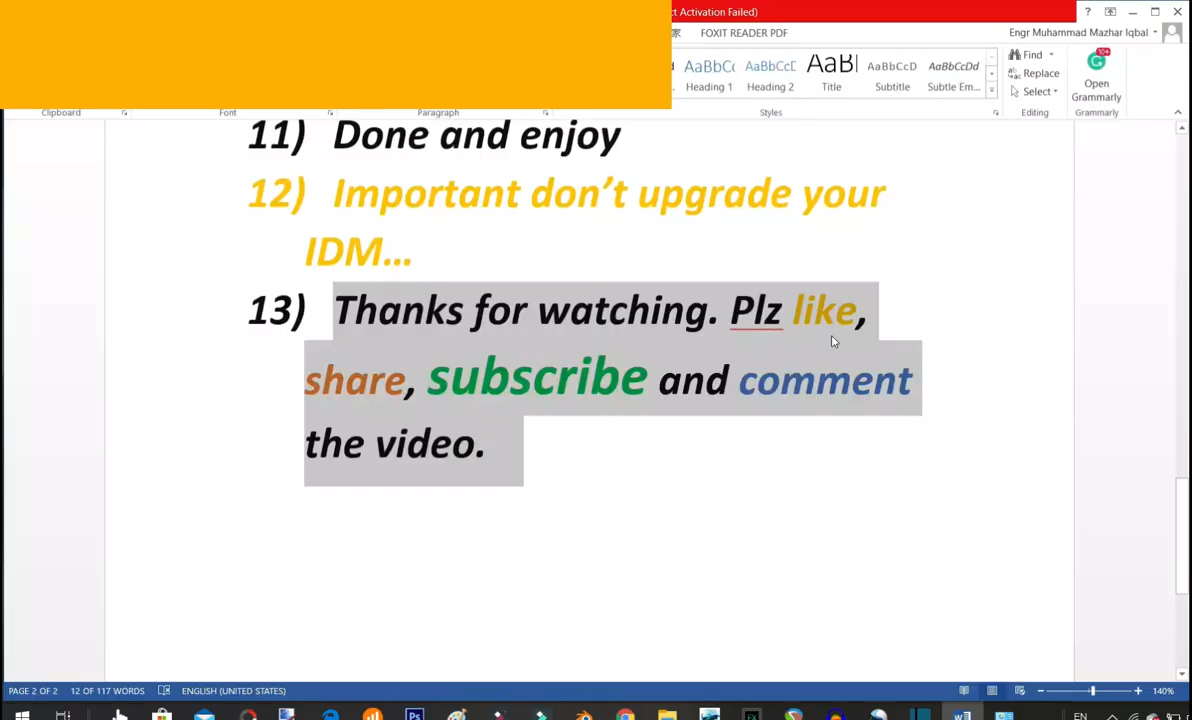 ct Activation Failed)
?
FOXIT READER PDF
Engr Muhammad Mazhar Iqbal
AaBbCc AaBbCcD AaBl AaBbCcD AaBbCcDd
Heading 1 Heading 2 Title Subtitle Subtle Em...
Find
Replace
Select
Open
Grammarly
10+
Clipboard Font Paragraph Styles Editing Grammarly
11) Done and enjoy
12) Important don’t upgrade your
IDM...
13) Thanks for watching. Plz like,
share, subscribe and comment
the video.
PAGE 2 OF 2 12 OF 117 WORDS ENGLISH (UNITED STATES) 140%
Ps EN